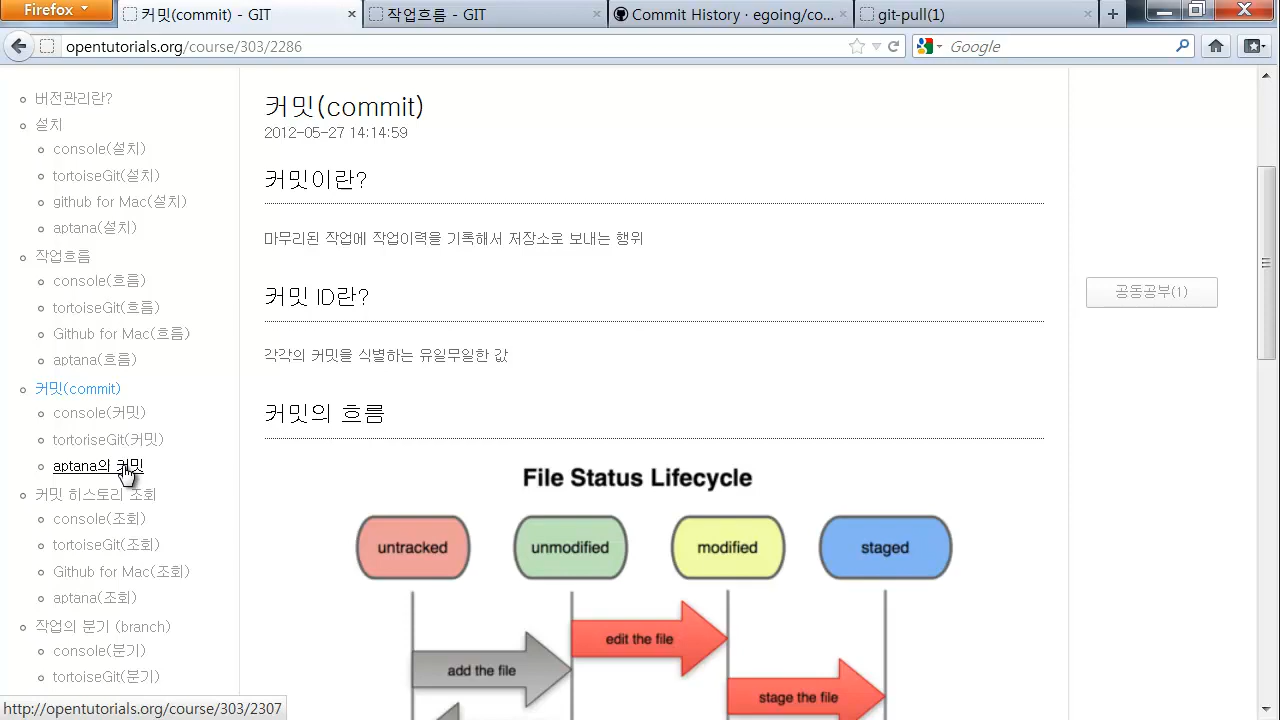 Firefox
커밋(commit) - GIT
작업흐름 - GIT
Commit History · egoing/co...
git-pull(1)
opentutorials.org/course/303/2286
Google
버전관리란?
설치
console(설치)
tortoiseGit(설치)
github for Mac(설치)
aptana(설치)
작업흐름
console(흐름)
tortoiseGit(흐름)
Github for Mac(흐름)
aptana(흐름)
커밋(commit)
console(커밋)
tortoriseGit(커밋)
aptana의 커밋
커밋 히스토리 조회
console(조회)
tortoiseGit(조회)
Github for Mac(조회)
aptana(조회)
작업의 분기 (branch)
console(분기)
tortoiseGit(분기)
http://opentutorials.org/course/303/2307
커밋(commit)
2012-05-27 14:14:59
커밋이란?
마무리된 작업에 작업이력을 기록해서 저장소로 보내는 행위
커밋 ID란?
각각의 커밋을 식별하는 유일무일한 값
커밋의 흐름
File Status Lifecycle
untracked
unmodified
modified
staged
edit the file
add the file
stage the file
공동공부(1)